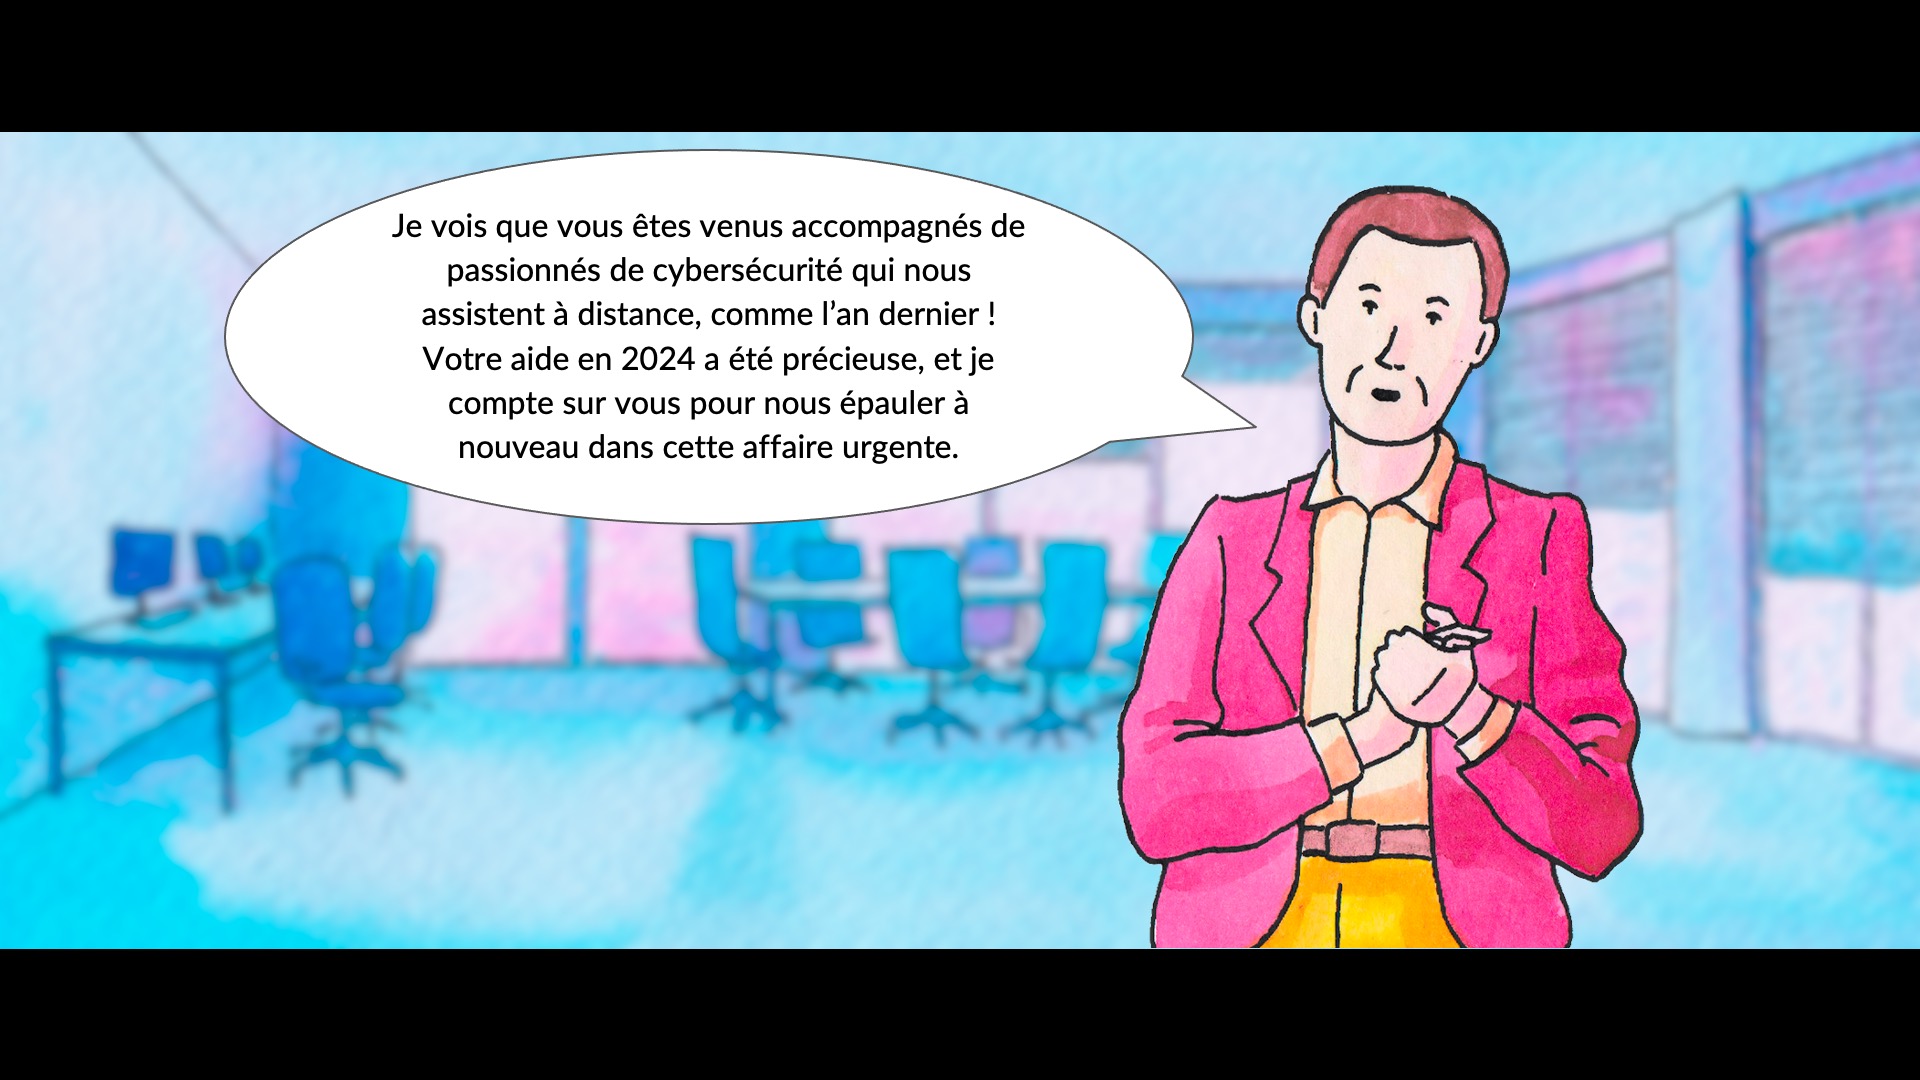 Je vois que vous êtes venus accompagnés de
passionnés de cybersécurité qui nous
assistent à distance, comme l’an dernier !
Votre aide en 2024 a été précieuse, et je
compte sur vous pour nous épauler à
nouveau dans cette affaire urgente.